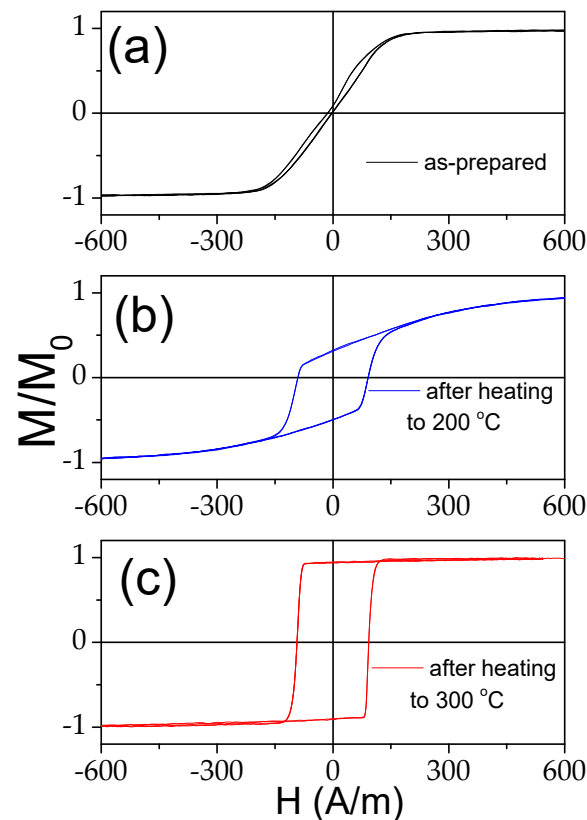 (a)
1
0
-1
as-prepared
-600 -300 0 300 600
(b)
1
0
-1
after heating
to 200 °C
-600 -300 0 300 600
M/M0
(c)
1
0
-1
after heating
to 300 °C
-600 -300 0 300 600
H (A/m)